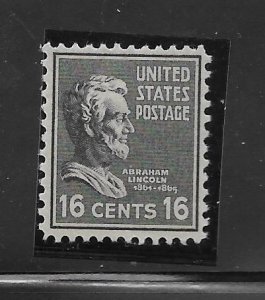 UNITED
STATES
POSTAGE
ABRAHAM
LINCOLN
1861-1865
16 CENTS 16